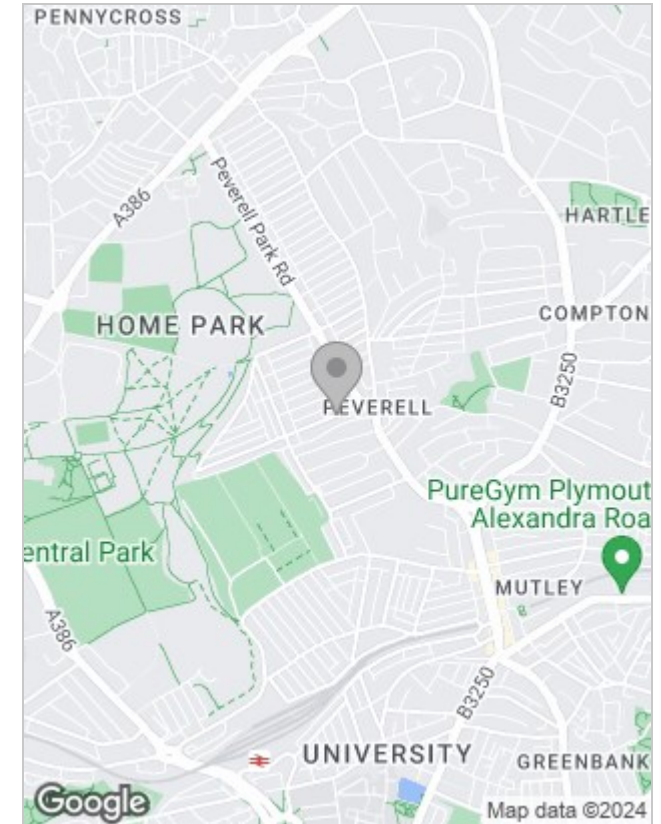 PENNYCROSS
A386
Peverell Park Rd
HARTLE
HOME PARK
COMPTON
B3250
PEVERELL
PureGym Plymout
Alexandra Roa
entral Park
MUTLEY
A386
B3250
UNIVERSITY
GREENBANK
Google
Map data ©2024